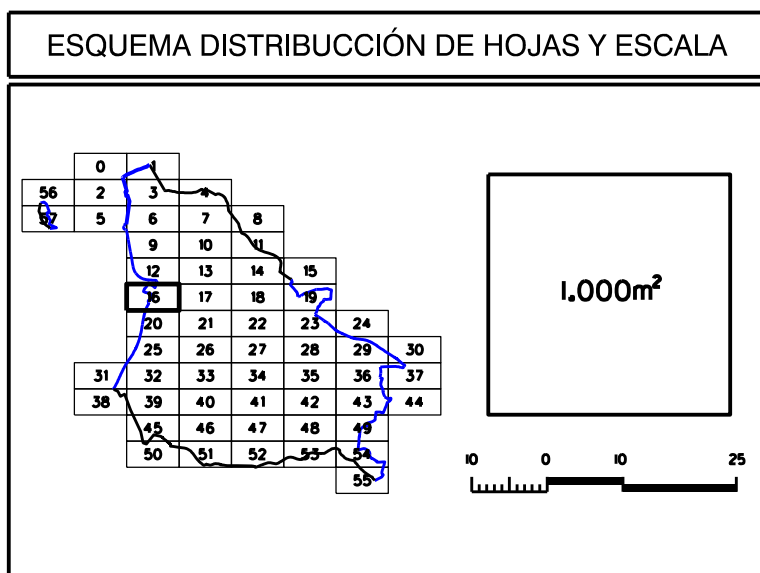 ESQUEMA DISTRIBUCCIÓN DE HOJAS Y ESCALA
0 1
56 2 3 4
57 5 6 7 8
9 10 11
12 13 14 15
16 17 18 19
20 21 22 23 24
25 26 27 28 29 30
31 32 33 34 35 36 37
38 39 40 41 42 43 44
45 46 47 48 49
50 51 52 53 54
55
1.000m²
10 0 10 25